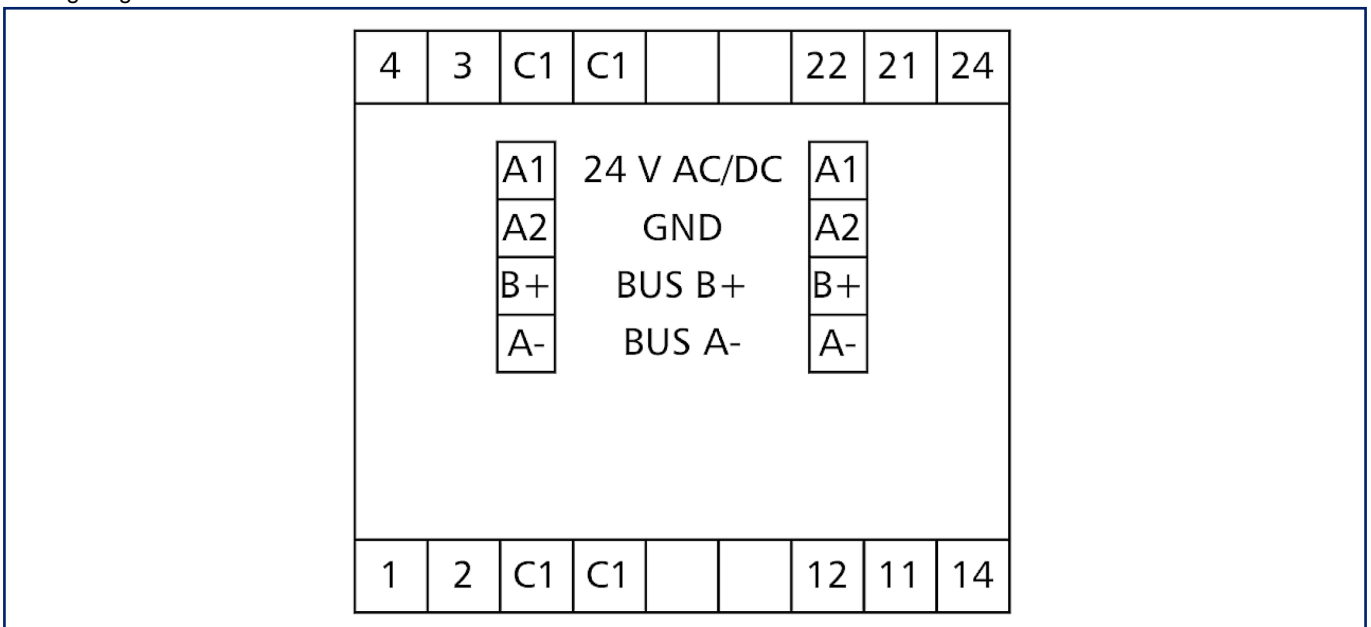 4 3 C1 C1 22 21 24
A1 24 V AC/DC A1
A2 GND A2
B+ BUS B+ B+
A- BUS A- A-
1 2 C1 C1 12 11 14